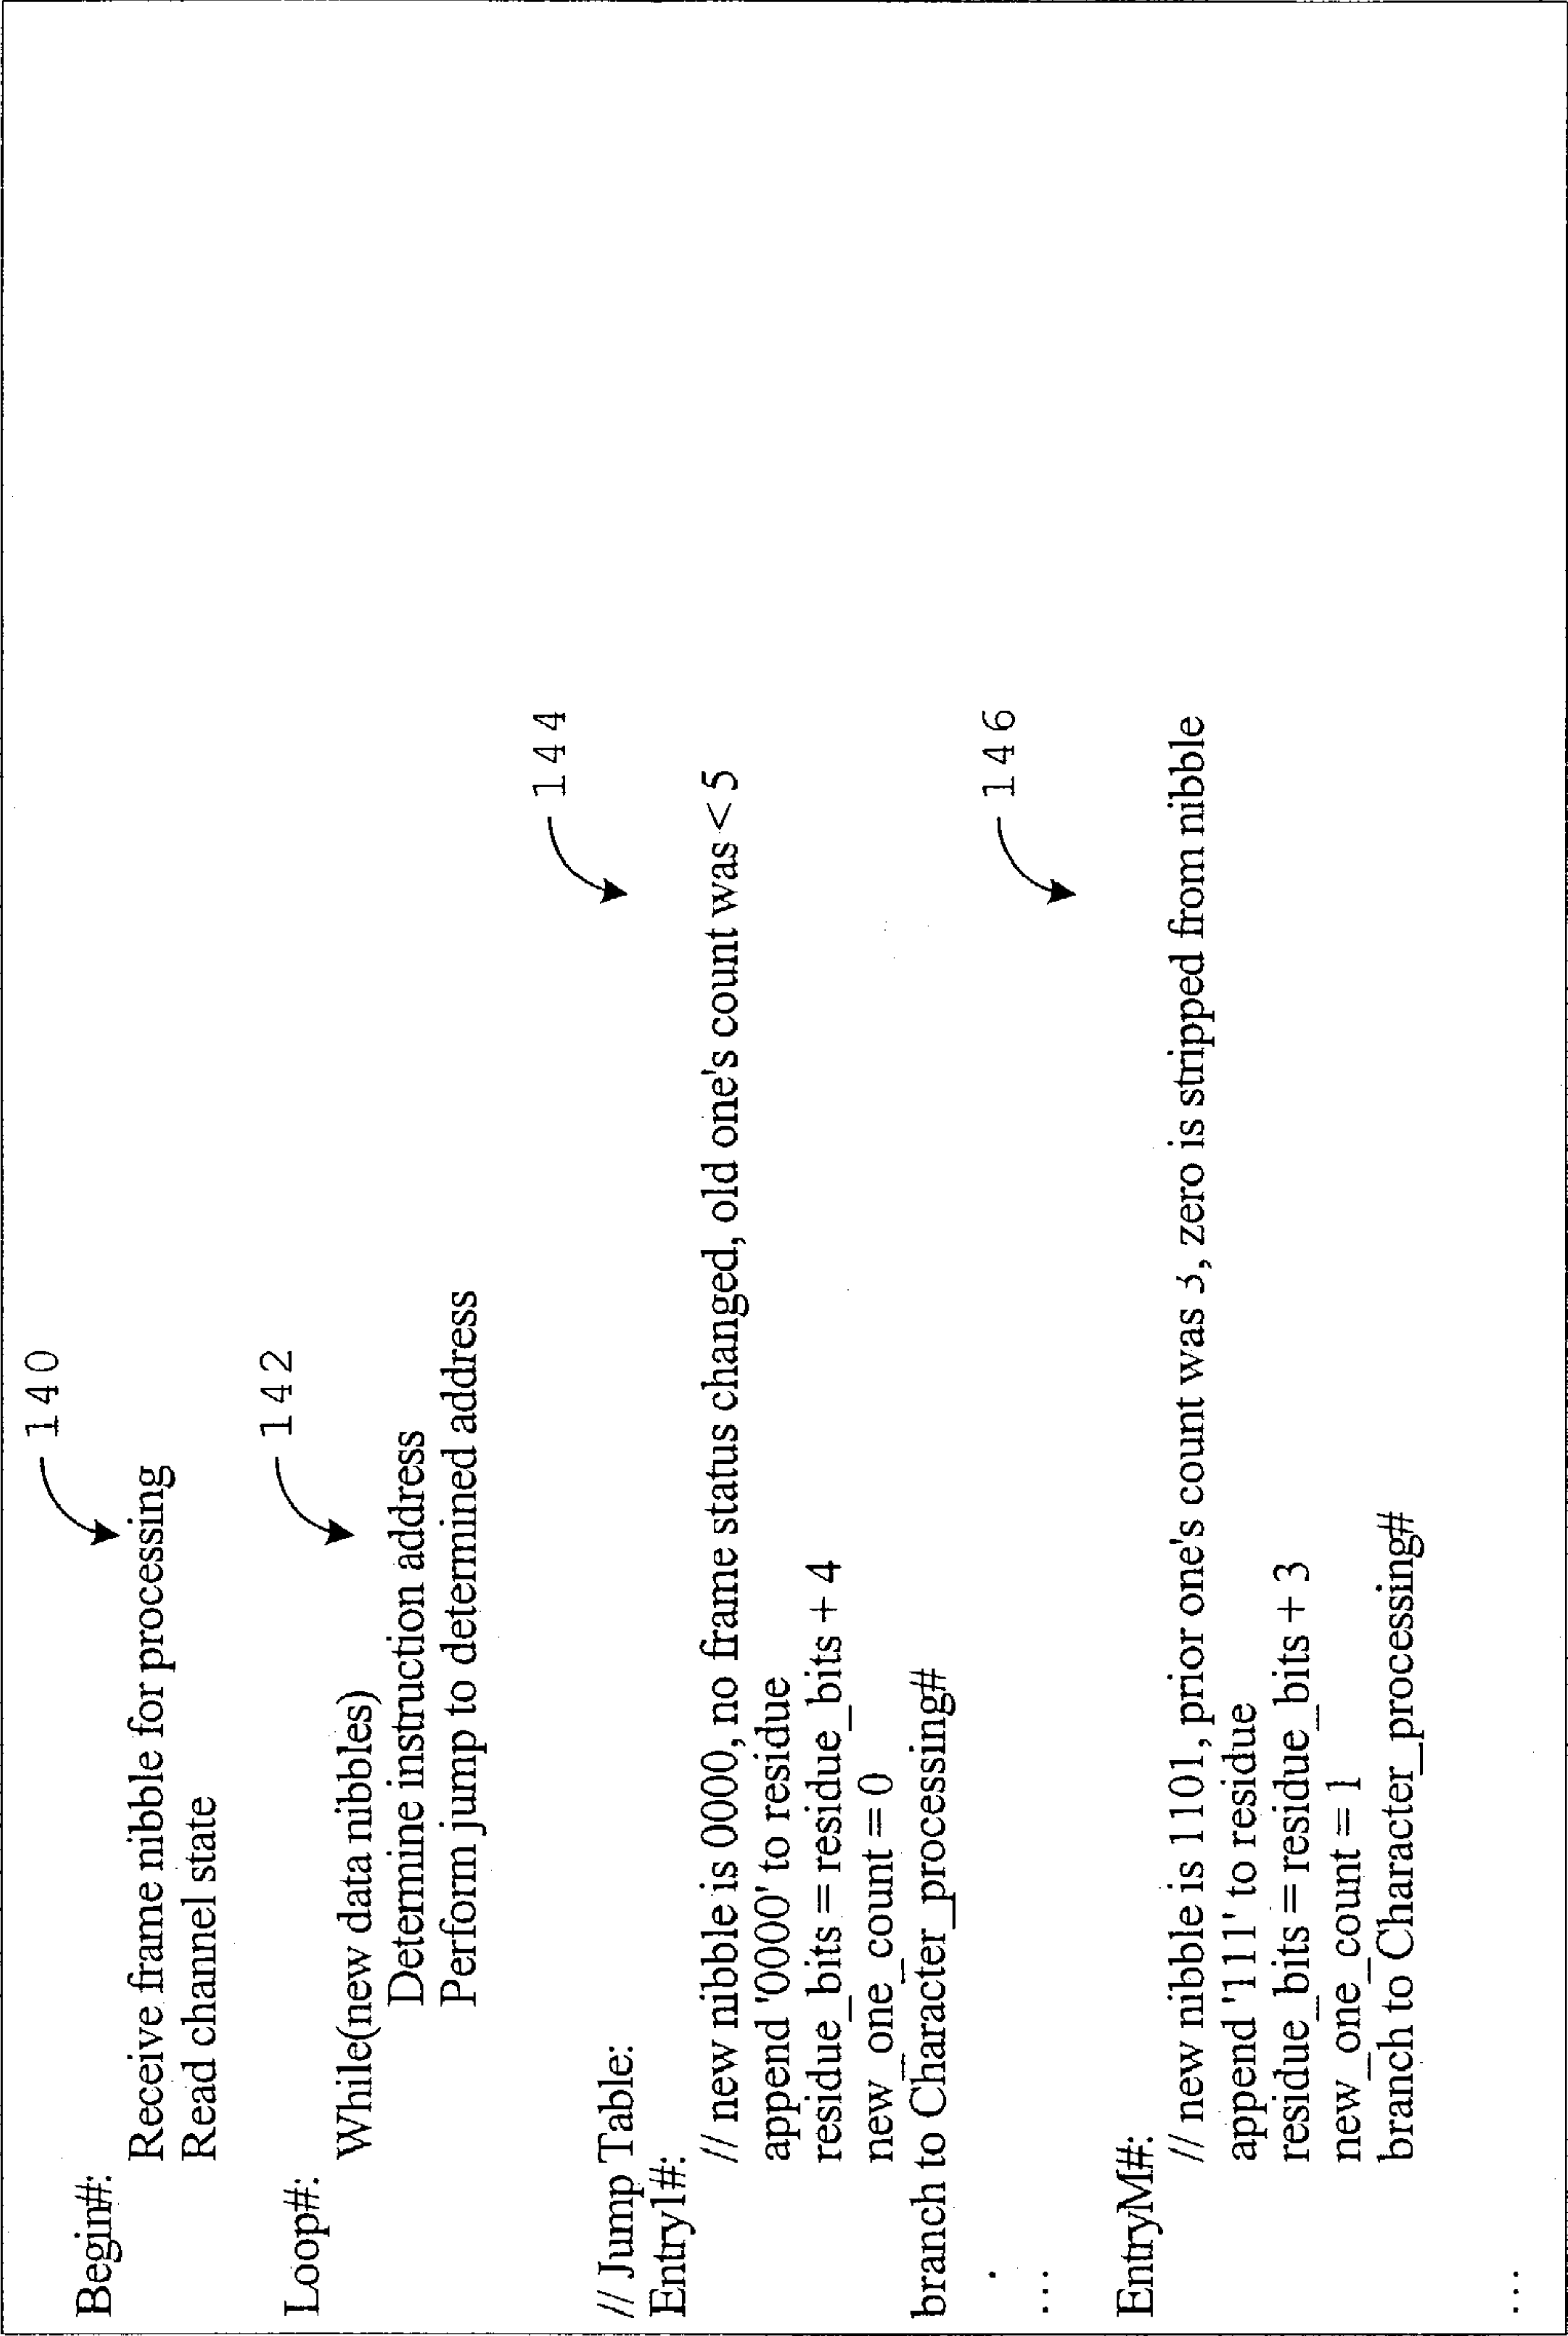 140
Begin#:
Receive frame nibble for processing
Read channel state
142
Loop#:
While(new data nibbles)
Determine instruction address
Perform jump to determined address
144
// Jump Table:
Entry1#:
// new nibble is 0000, no frame status changed, old one's count was < 5
append '0000' to residue
residue_bits = residue_bits + 4
new_one_count = 0
branch to Character_processing#
...
146
EntryM#:
// new nibble is 1101, prior one's count was 3, zero is stripped from nibble
append '111' to residue
residue_bits = residue_bits + 3
new_one_count = 1
branch to Character_processing#
...